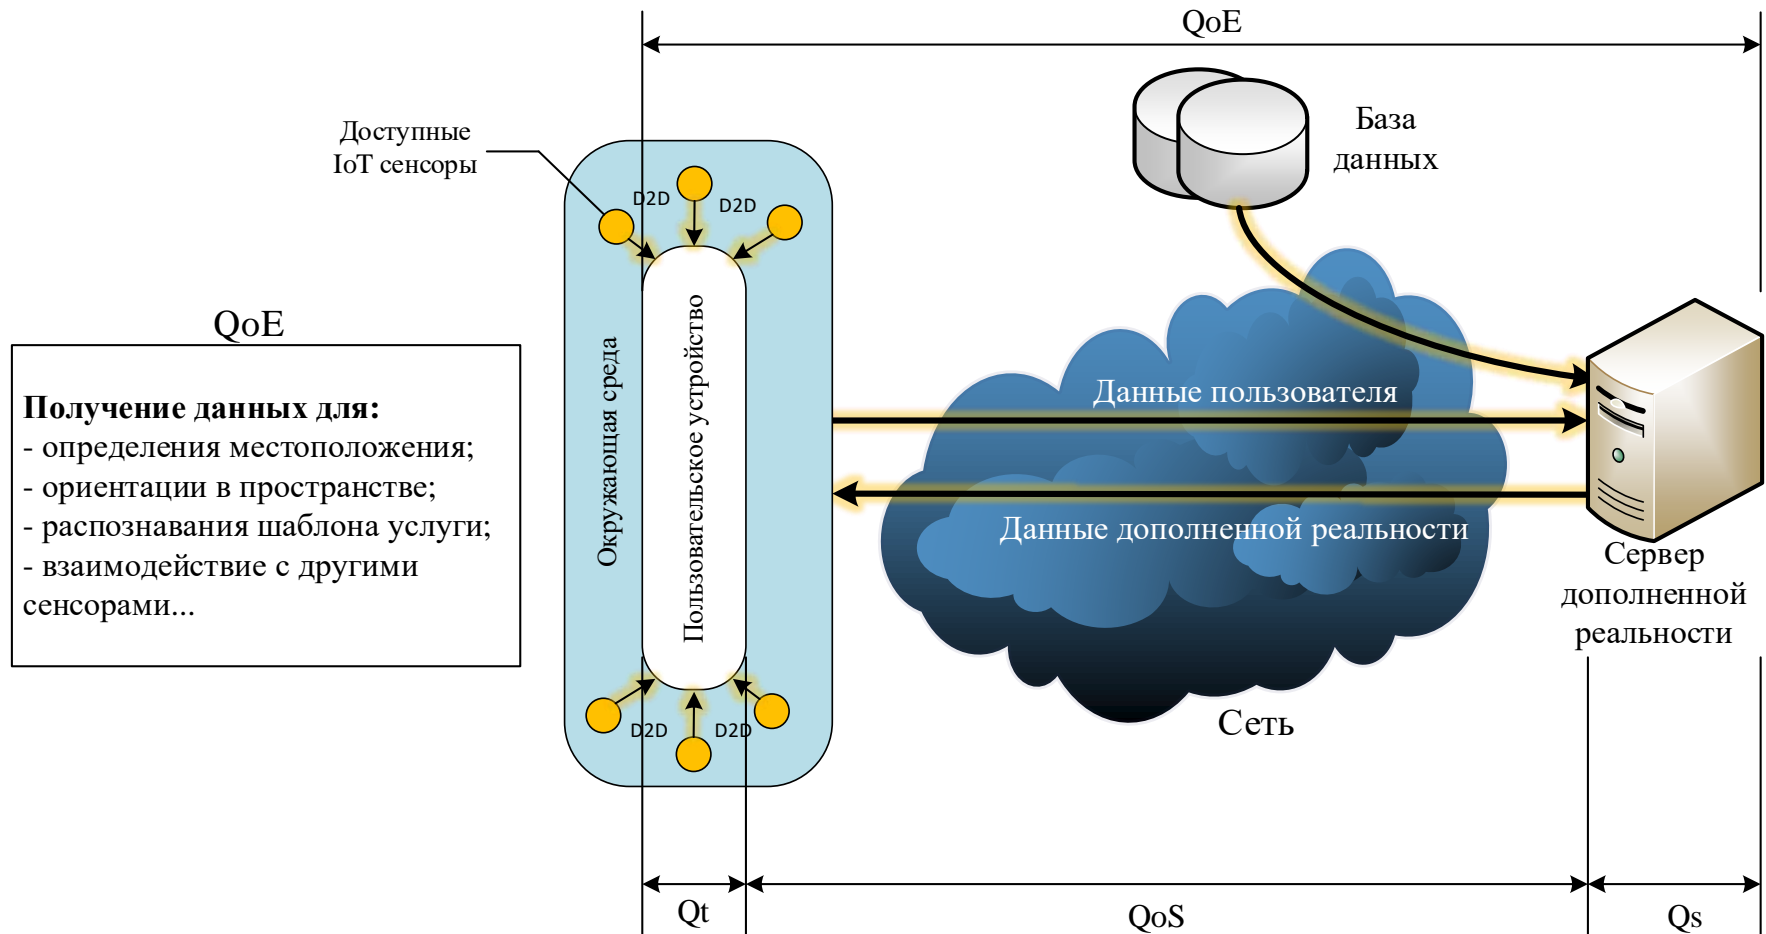 QoE
База
данных
Доступные
IoT сенсоры
D2D
D2D
QoE
Получение данных для:
- определения местоположения;
- ориентации в пространстве;
- распознавания шаблона услуги;
- взаимодействие с другими
сенсорами...
Окружающая среда
Пользовательское устройство
Данные пользователя
Данные дополненной реальности
Сервер
дополненной
реальности
D2D
D2D
Сеть
Qt
QoS
Qs